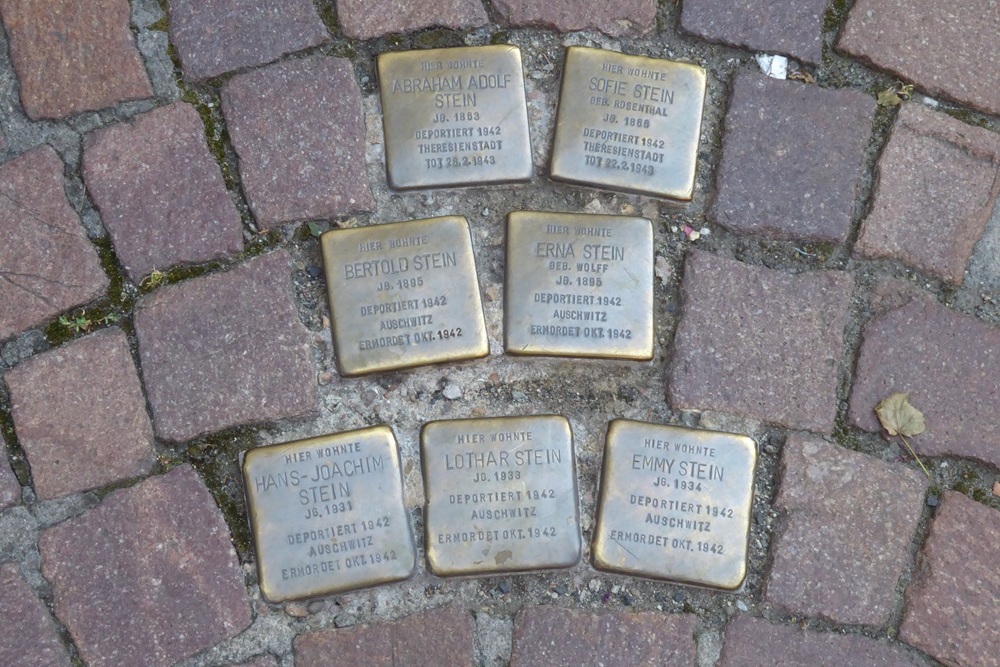 HIER WOHNTE
ABRAHAM ADOLF
STEIN
JG. 1883
DEPORTIERT 1942
THERESIENSTADT
TOT 28.2.1943
HIER WOHNTE
SOFIE STEIN
GEB. ROSENTHAL
JG. 1866
DEPORTIERT 1942
THERESIENSTADT
TOT 22.2.1943
HIER WOHNTE
BERTOLD STEIN
JG. 1895
DEPORTIERT 1942
AUSCHWITZ
ERMORDET OKT. 1942
HIER WOHNTE
ERNA STEIN
GEB. WOLFF
JG. 1895
DEPORTIERT 1942
AUSCHWITZ
ERMORDET OKT. 1942
HIER WOHNTE
HANS-JOACHIM
STEIN
JG. 1931
DEPORTIERT 1942
AUSCHWITZ
ERMORDET OKT. 1942
HIER WOHNTE
LOTHAR STEIN
JG. 1933
DEPORTIERT 1942
AUSCHWITZ
ERMORDET OKT. 1942
HIER WOHNTE
EMMY STEIN
JG. 1934
DEPORTIERT 1942
AUSCHWITZ
ERMORDET OKT. 1942